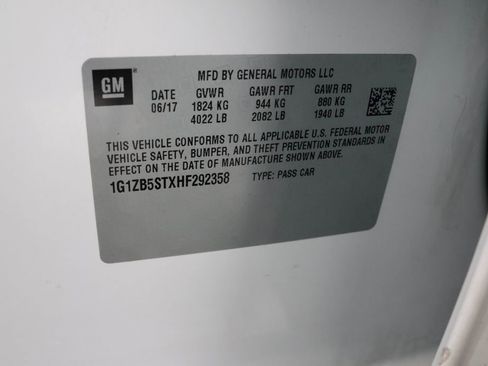 GM
MFD BY GENERAL MOTORS LLC
DATE GVWR GAWR FRT GAWR RR
06/17 1824 KG 944 KG 880 KG
4022 LB 2082 LB 1940 LB
THIS VEHICLE CONFORMS TO ALL APPLICABLE U.S. FEDERAL MOTOR
VEHICLE SAFETY, BUMPER, AND THEFT PREVENTION STANDARDS IN
EFFECT ON THE DATE OF MANUFACTURE SHOWN ABOVE.
1G1ZB5STXHF292358 TYPE: PASS CAR